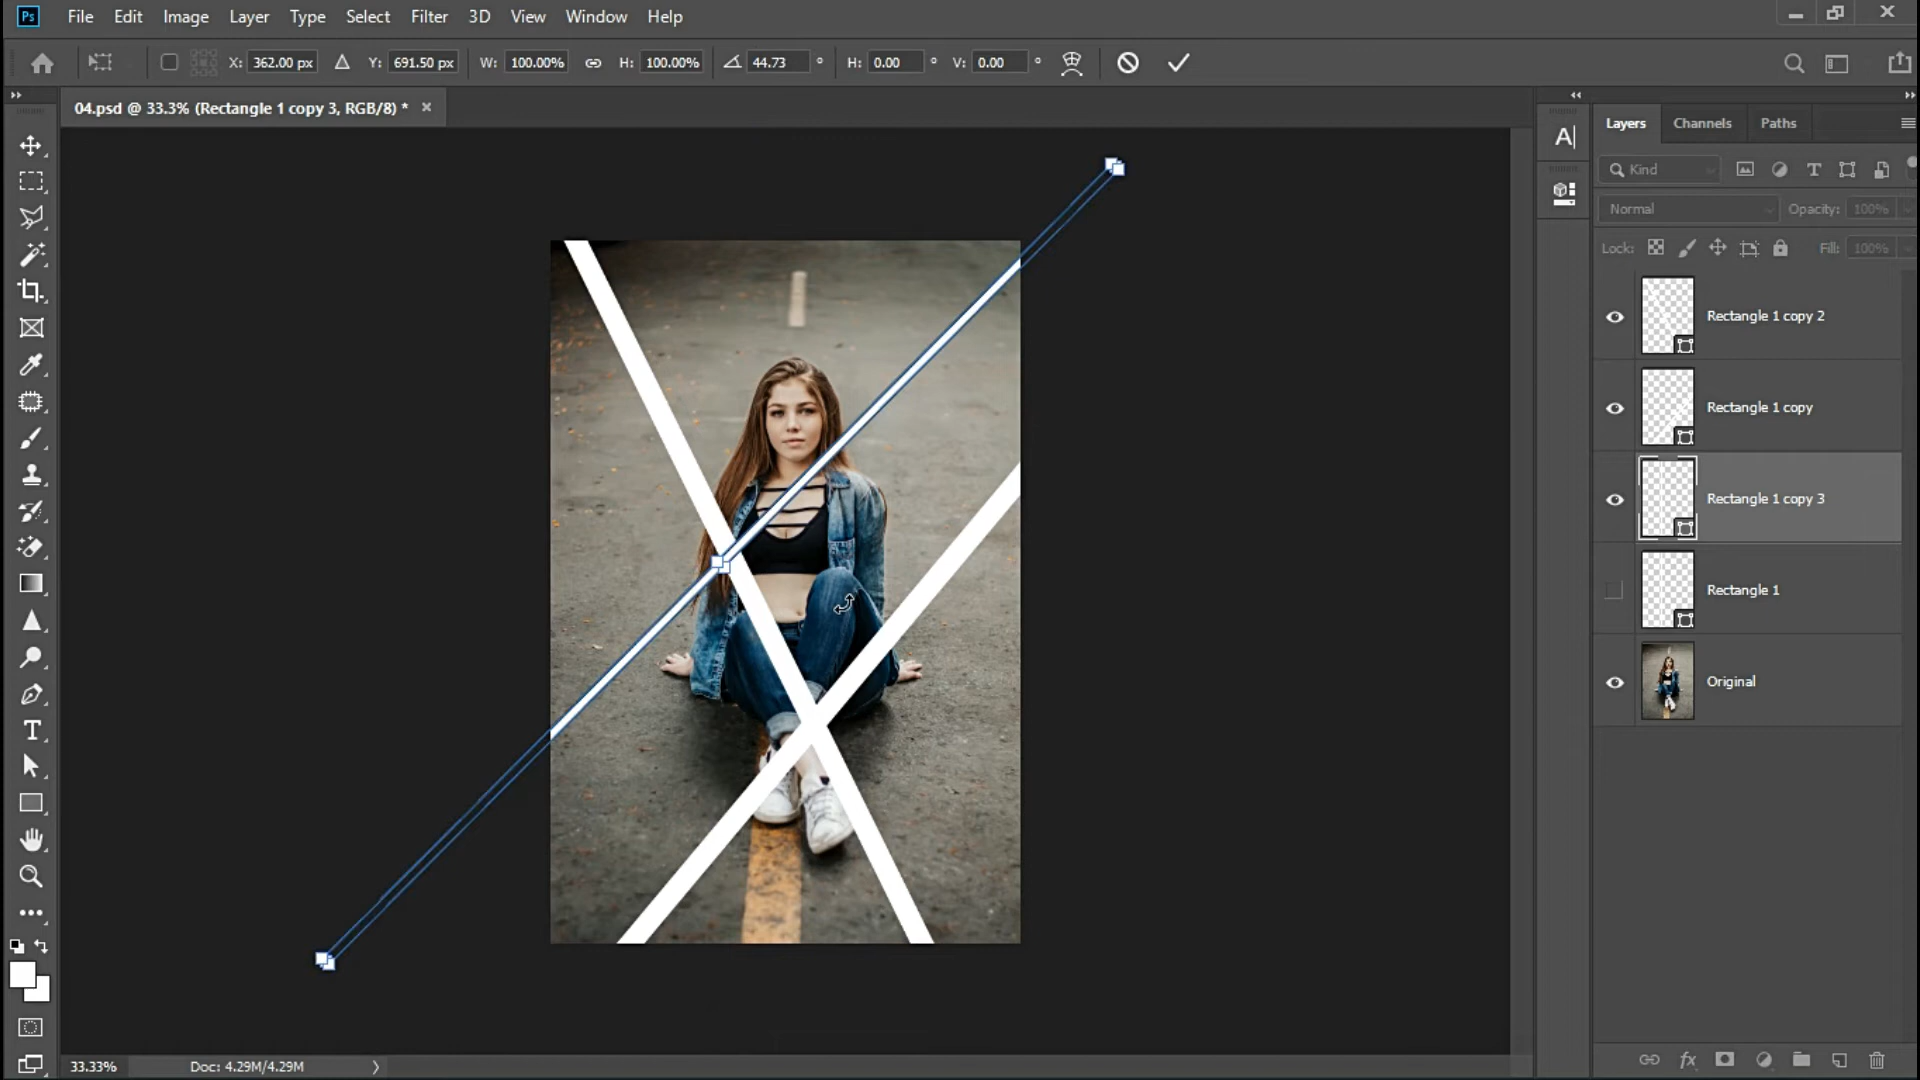 Ps File Edit Image Layer Type Select Filter 3D View Window Help
X: 362.00 px Y: 691.50 px W: 100.00% H: 100.00% 44.73 ° H: 0.00 ° V: 0.00 °
04.psd @ 33.3% (Rectangle 1 copy 3, RGB/8) * ×
A|
Layers Channels Paths
Kind T
Normal Opacity: 100%
Lock: Fill: 100%
Rectangle 1 copy 2
Rectangle 1 copy
Rectangle 1 copy 3
Rectangle 1
Original
T
fx
33.33% Doc: 4.29M/4.29M